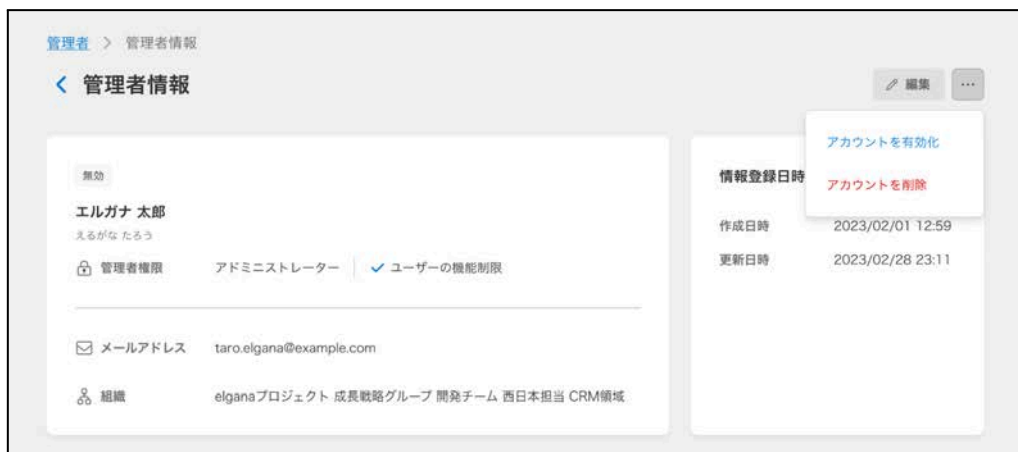 管理者 > 管理者情報
< 管理者情報
編集 …
アカウントを有効化
アカウントを削除
無効
エルガナ 太郎
えるがな たろう
管理者権限 アドミニストレーター ユーザーの機能制限
メールアドレス taro.elgana@example.com
組織 elganaプロジェクト 成長戦略グループ 開発チーム 西日本担当 CRM領域
情報登録日時
作成日時 2023/02/01 12:59
更新日時 2023/02/28 23:11